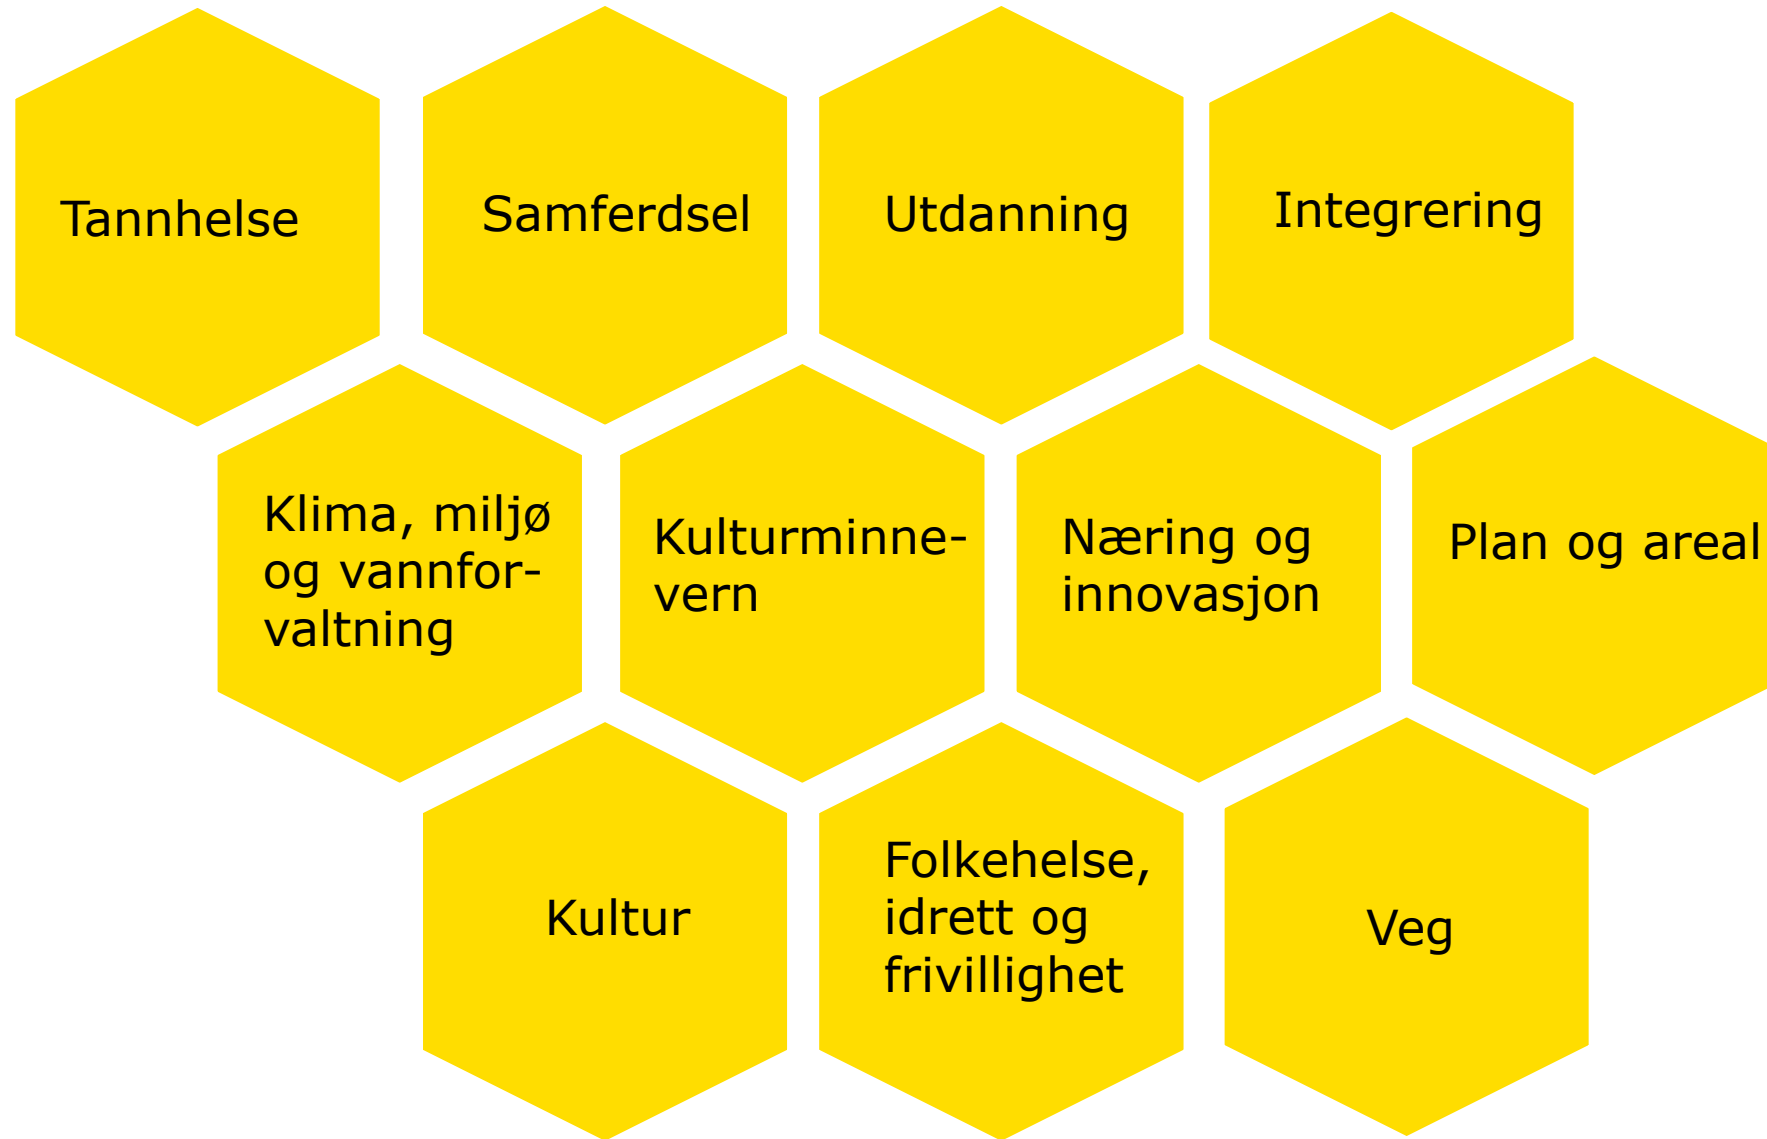 Tannhelse
Samferdsel
Utdanning
Integrering
Klima, miljø
og vannfor-
valtning
Kulturminne-
vern
Næring og
innovasjon
Plan og areal
Kultur
Folkehelse,
idrett og
frivillighet
Veg